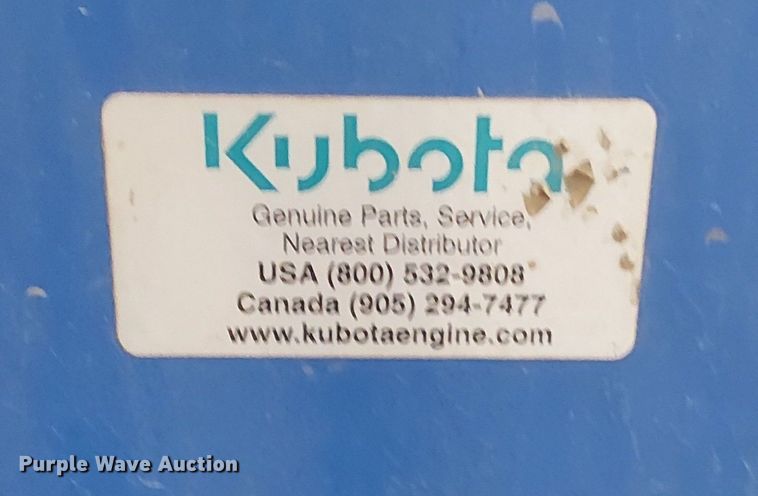 Kubota
Genuine Parts, Service,
Nearest Distributor
USA (800) 532-9808
Canada (905) 294-7477
www.kubotaengine.com
Purple Wave Auction